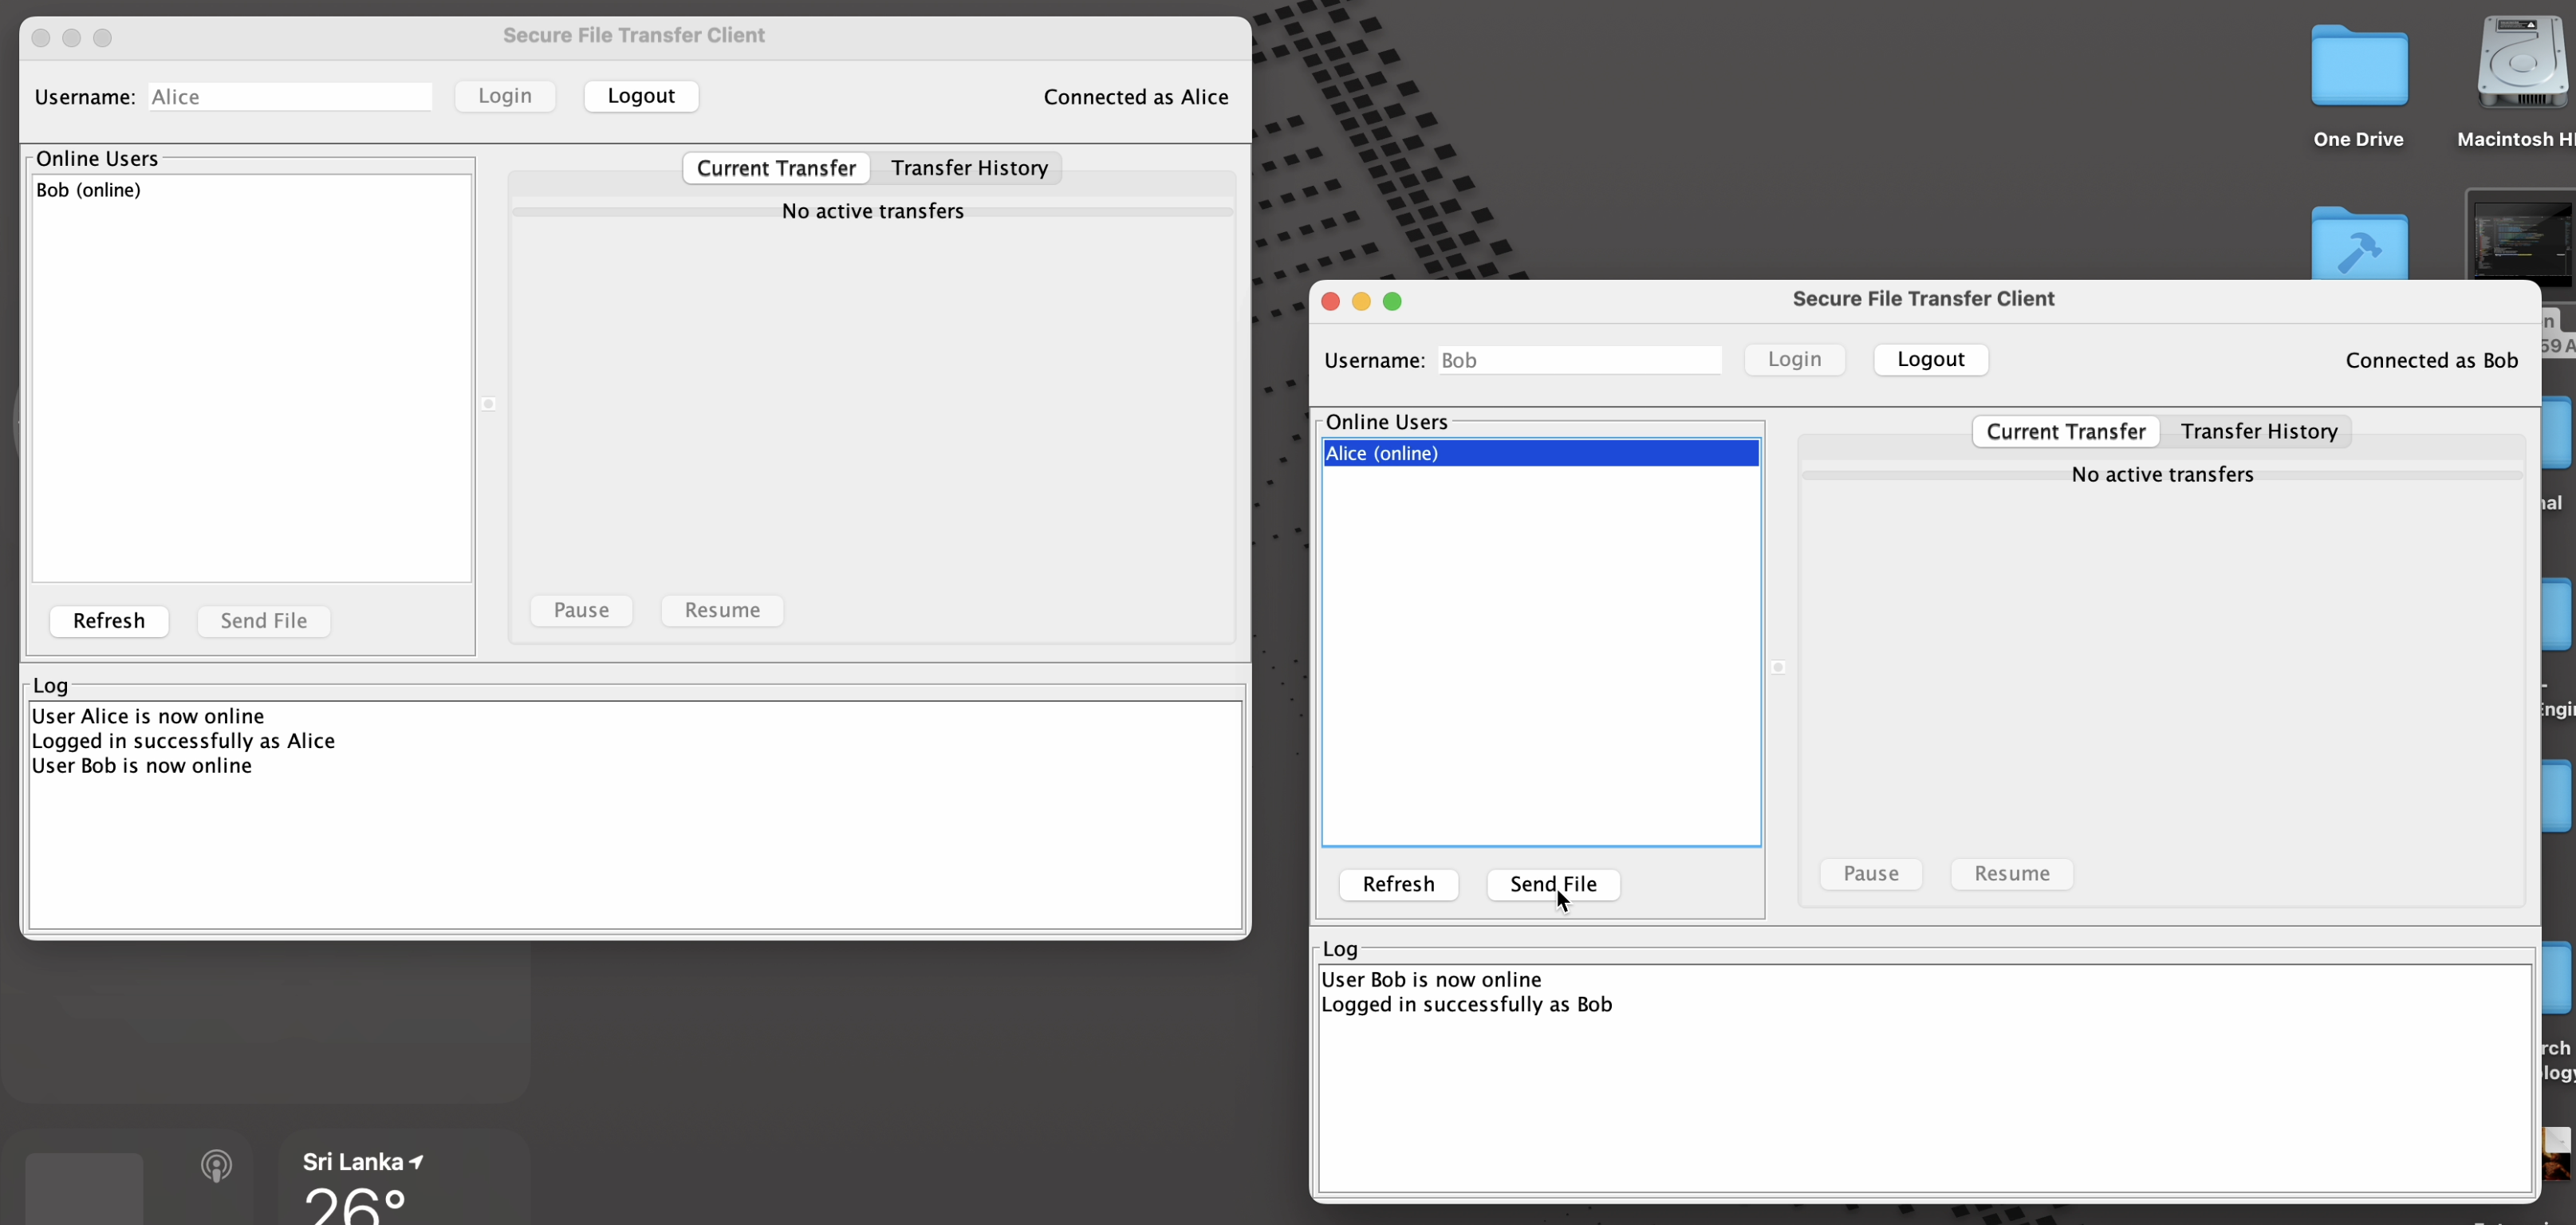 Secure File Transfer Client
Username: Alice Login Logout Connected as Alice
Online Users
Bob (online)
Current Transfer Transfer History
No active transfers
Pause Resume
Refresh Send File
Log
User Alice is now online
Logged in successfully as Alice
User Bob is now online
Sri Lanka
26°
One Drive
Macintosh H
Secure File Transfer Client
Username: Bob Login Logout Connected as Bob
Online Users
Alice (online)
Current Transfer Transfer History
No active transfers
Pause Resume
Refresh Send File
Log
User Bob is now online
Logged in successfully as Bob